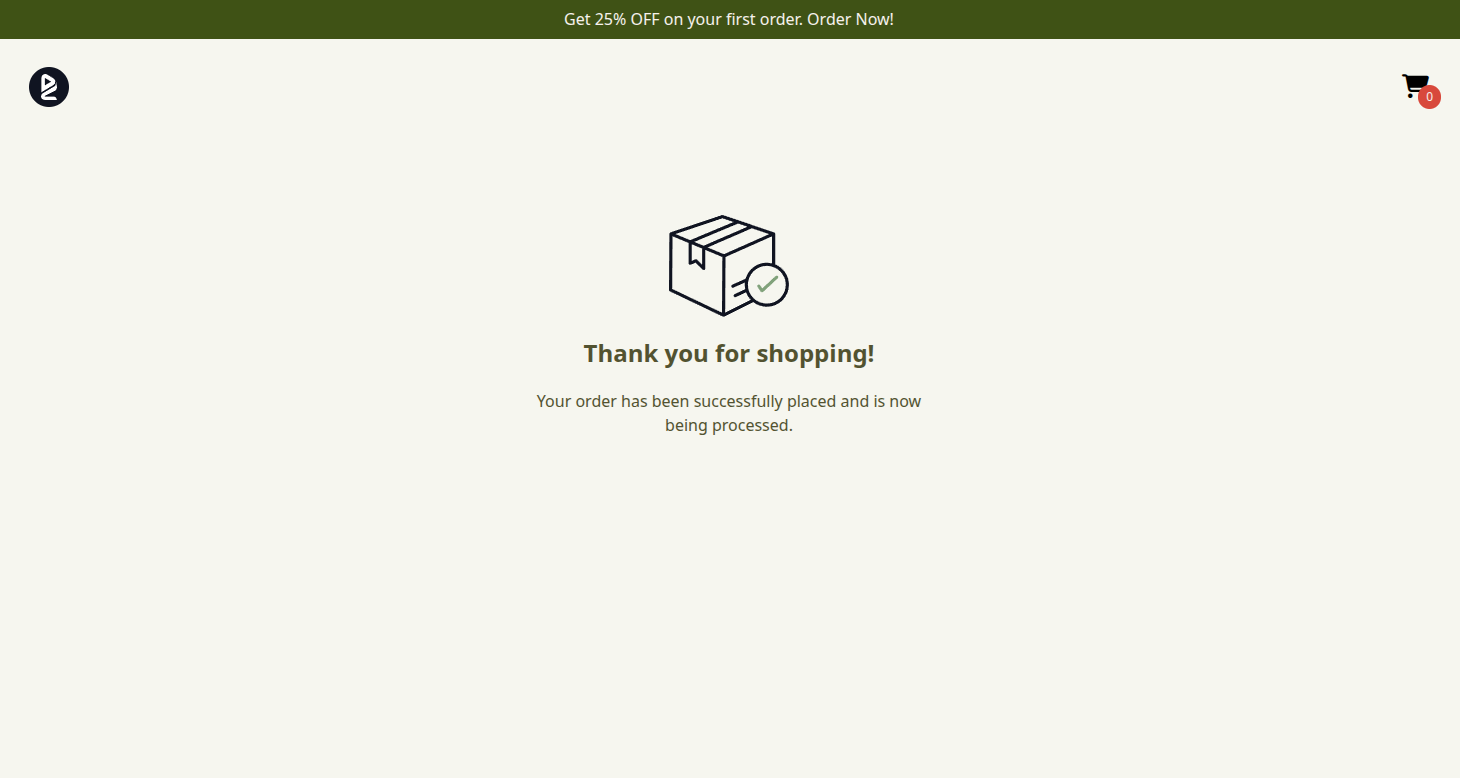 Get 25% OFF on your first order. Order Now!
0
Thank you for shopping!
Your order has been successfully placed and is now
being processed.